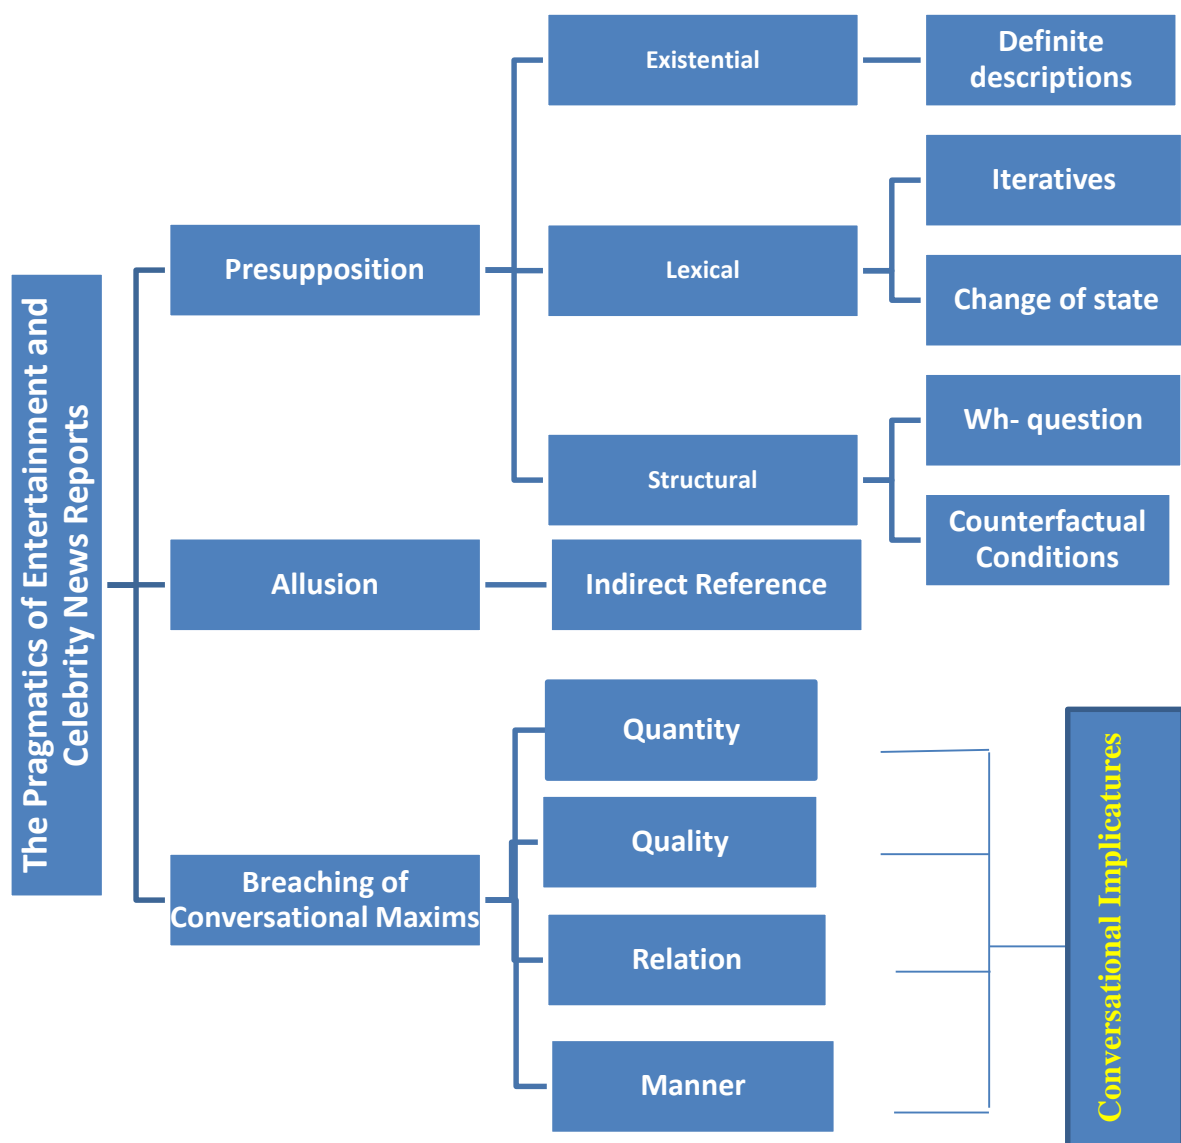 The Pragmatics of Entertainment and
Celebrity News Reports
Presupposition
Existential
Definite
descriptions
Lexical
Iteratives
Change of state
Structural
Wh- question
Counterfactual
Conditions
Allusion
Indirect Reference
Breaching of
Conversational Maxims
Quantity
Quality
Relation
Manner
Conversational Implicatures